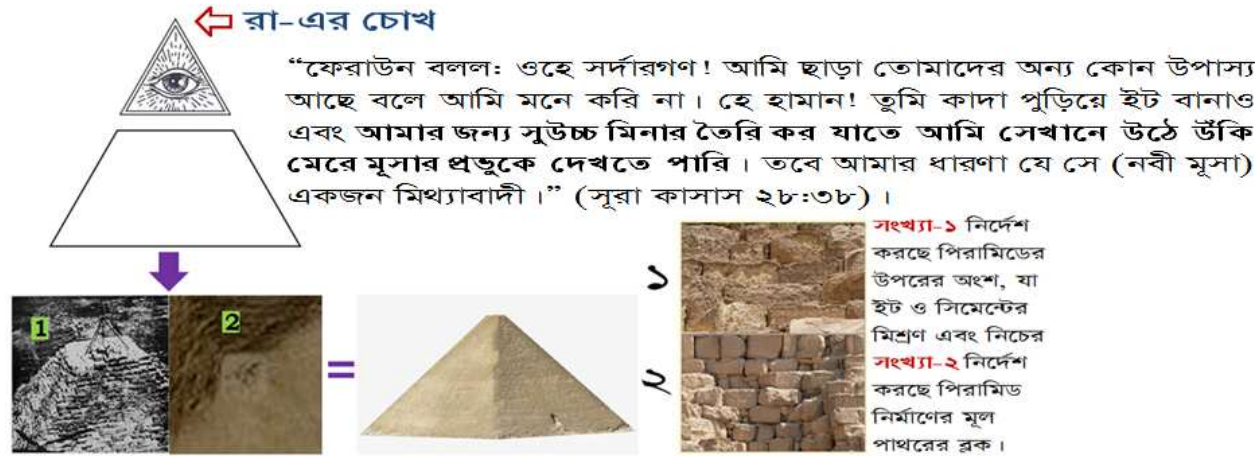 রা-এর চোখ
“ফেরাউন বলল: ওহে সর্দারগণ! আমি ছাড়া তোমাদের অন্য কোন উপাস্য
আছে বলে আমি মনে করি না। হে হামান! তুমি কাদা পুড়িয়ে ইট বানাও
এবং আমার জন্য সুউচ্চ মিনার তৈরি কর যাতে আমি সেখানে উঠে উঁকি
মেরে মূসার প্রভুকে দেখতে পারি। তবে আমার ধারণা যে সে (নবী মূসা)
একজন মিথ্যাবাদী।” (সূরা কাসাস ২৮:৩৮)।
1
2
=
১
২
সংখ্যা-১ নির্দেশ
করছে পিরামিডের
উপরের অংশ, যা
ইট ও সিমেন্টের
মিশ্রণ এবং নিচের
সংখ্যা-২ নির্দেশ
করছে পিরামিড
নির্মাণের মূল
পাথরের ব্লক।